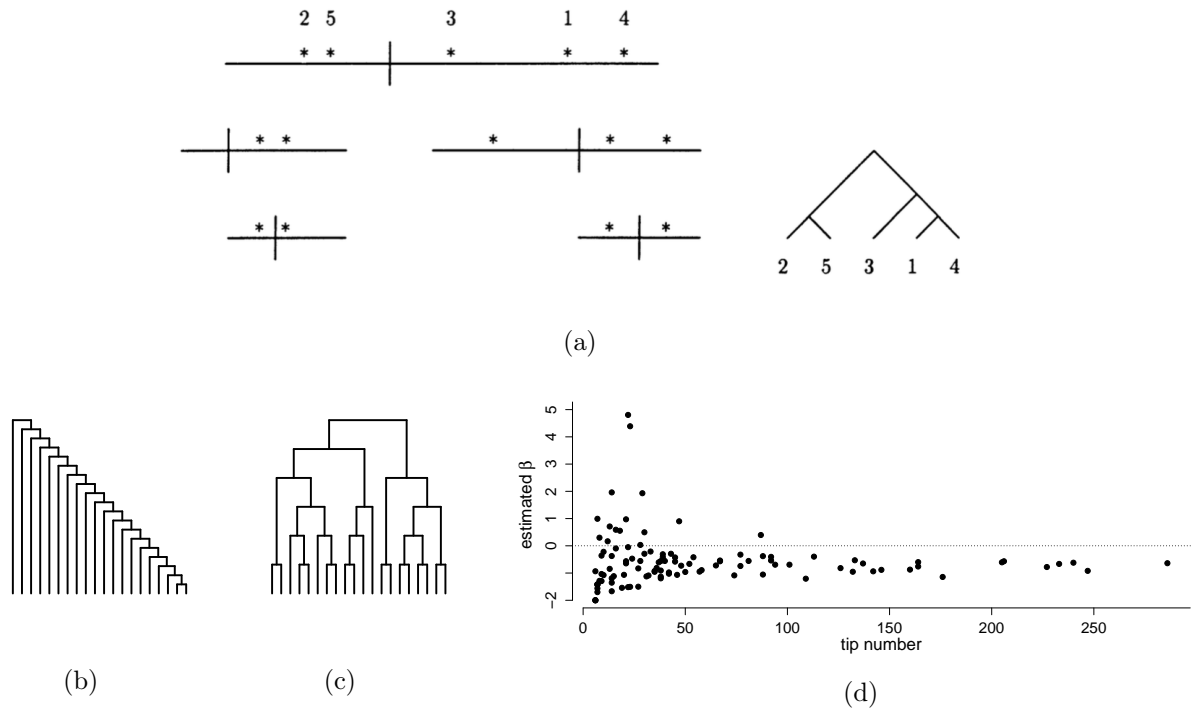 2 5 3 1 4
* * * * *
* * * * *
* * * *
2 5 3 1 4
(a)
5
4
3
2
1
0
−1
−2
estimated β
0 50 100 150 200 250
tip number
(b) (c) (d)